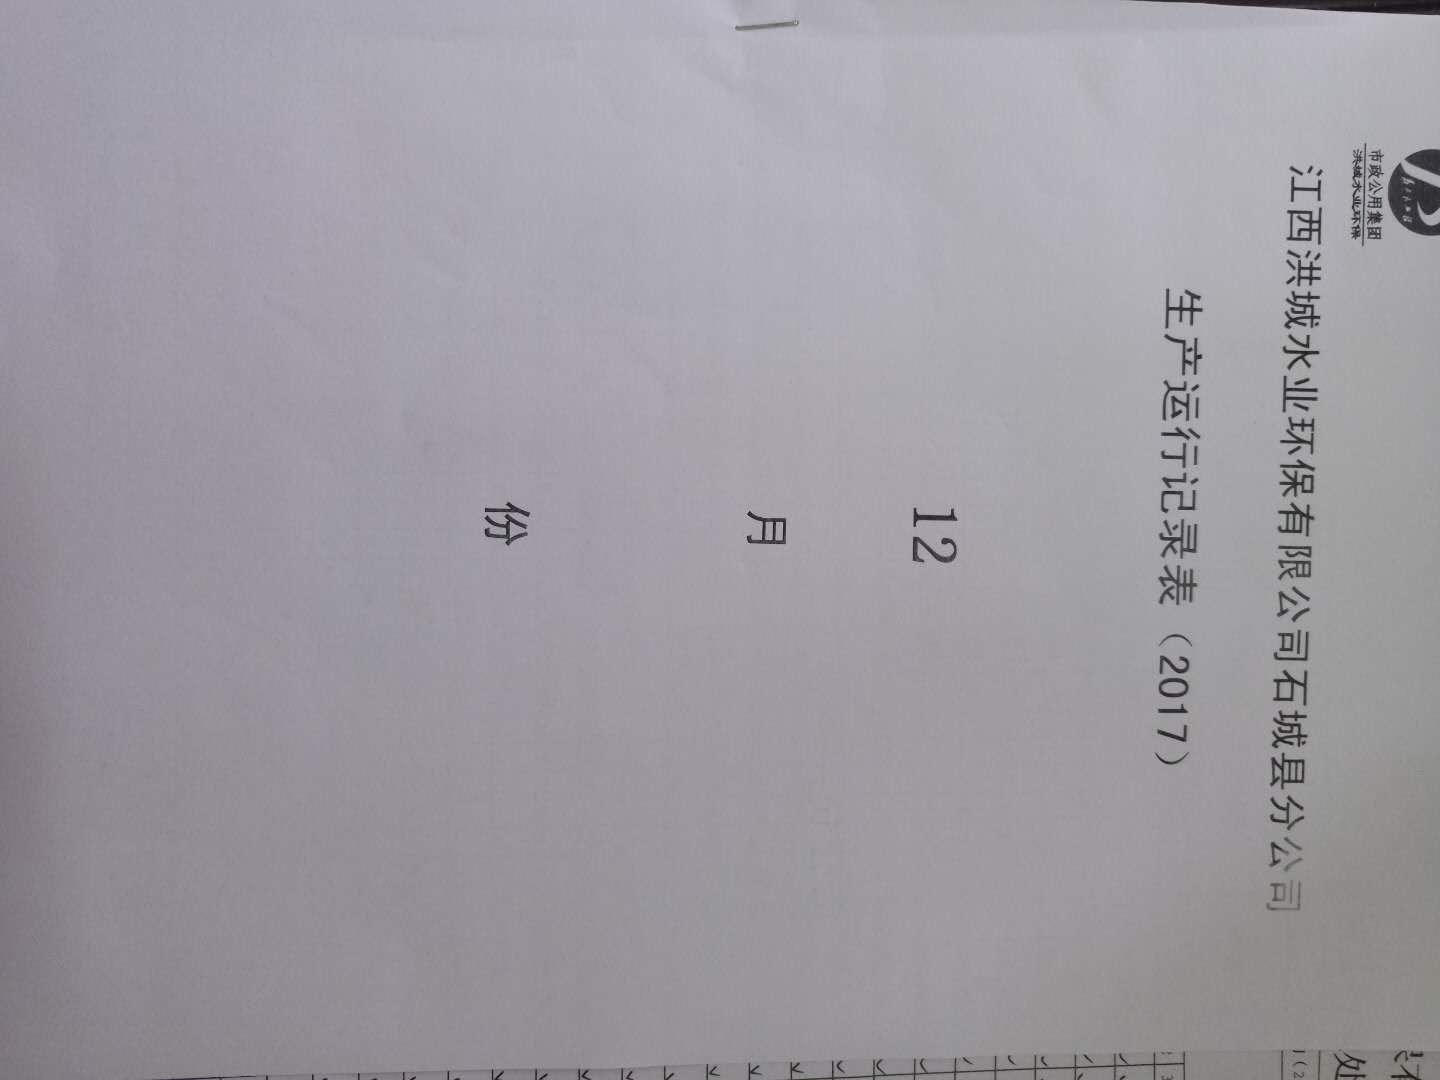 市政公用集团
洪城水业环保
江西洪城水业环保有限公司石城县分公司
生产运行记录表（2017）
12
月
份
处